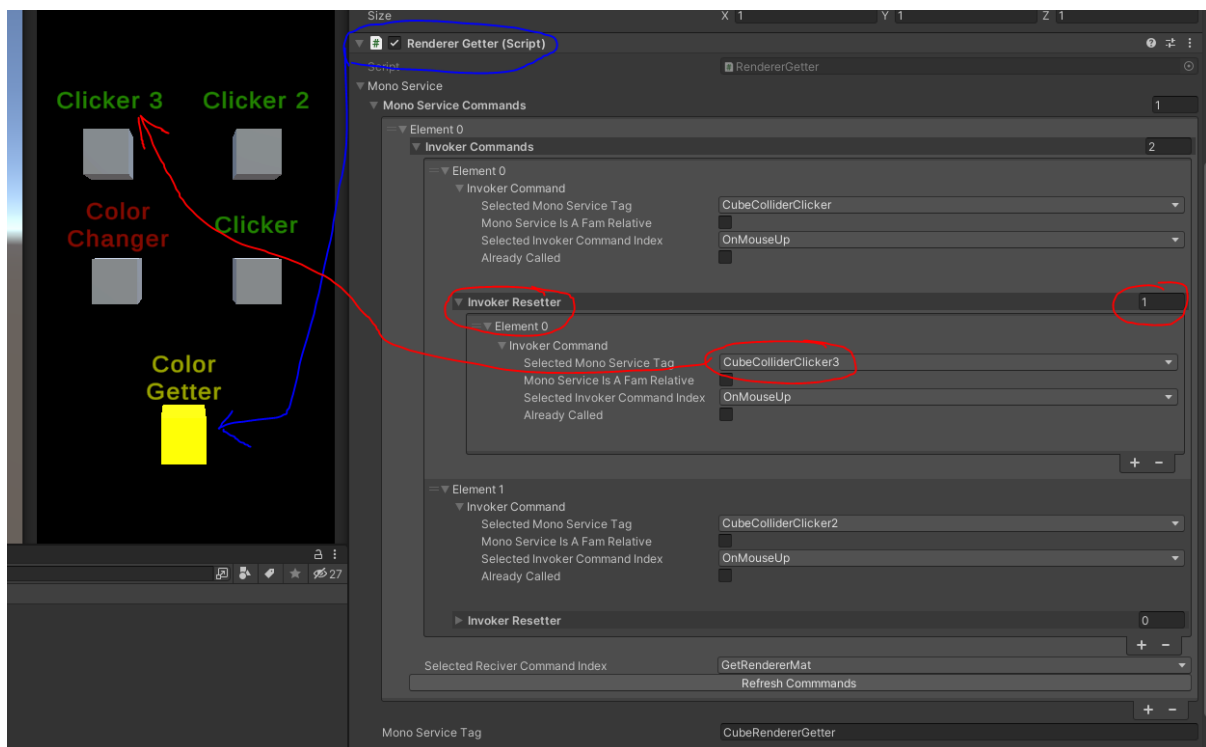 Clicker 3
Clicker 2
Color
Changer
Clicker
Color
Getter
27
Size X 1 Y 1 Z 1
# Renderer Getter (Script)
Script RendererGetter
Mono Service
Mono Service Commands 1
Element 0
Invoker Commands 2
Element 0
Invoker Command
Selected Mono Service Tag CubeColliderClicker
Mono Service Is A Fam Relative
Selected Invoker Command Index OnMouseUp
Already Called
Invoker Resetter 1
Element 0
Invoker Command
Selected Mono Service Tag CubeColliderClicker3
Mono Service Is A Fam Relative
Selected Invoker Command Index OnMouseUp
Already Called
+ -
Element 1
Invoker Command
Selected Mono Service Tag CubeColliderClicker2
Mono Service Is A Fam Relative
Selected Invoker Command Index OnMouseUp
Already Called
Invoker Resetter 0
+ -
Selected Reciver Command Index GetRendererMat
Refresh Commmands
+ -
Mono Service Tag CubeRendererGetter